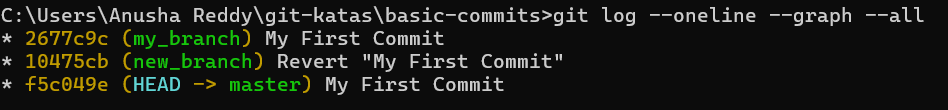 C:\Users\Anusha Reddy\git-katas\basic-commits>git log --oneline --graph --all
* 2677c9c (my_branch) My First Commit
* 10475cb (new_branch) Revert "My First Commit"
* f5c049e (HEAD -> master) My First Commit